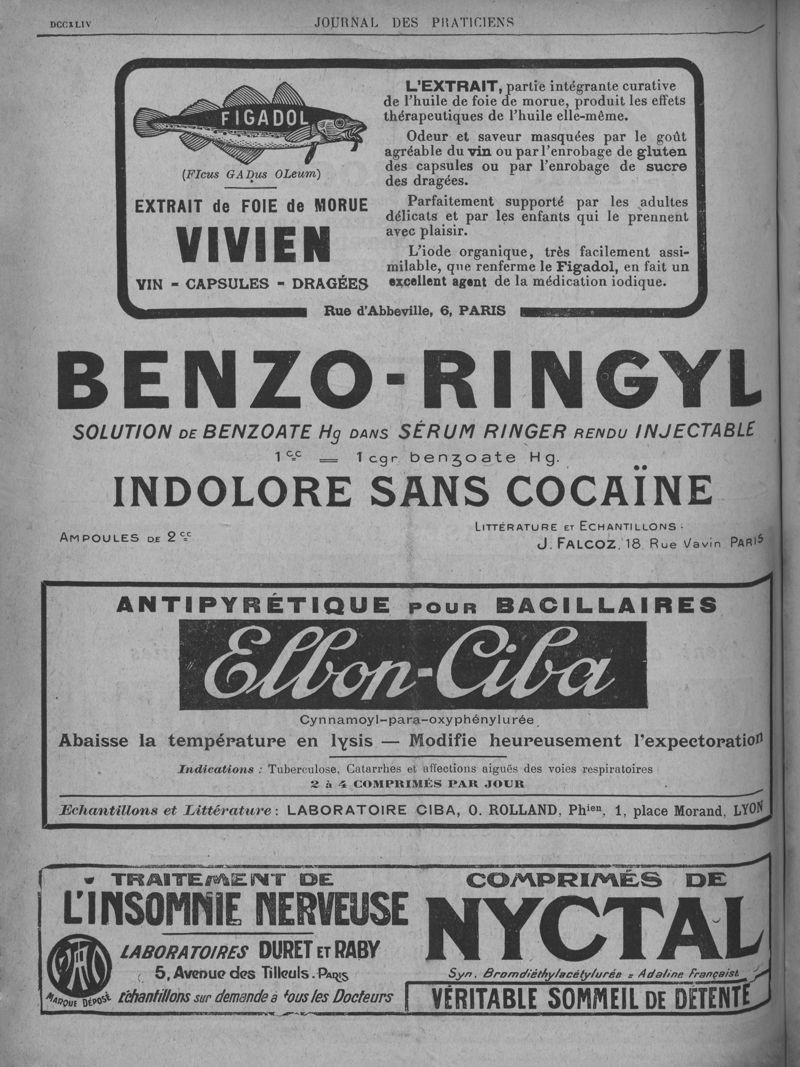 DCCXLIV
JOURNAL DES PRATICIENS
FIGADOL
(FIcus GADus OLeum)
EXTRAIT de FOIE de MORUE
VIVIEN
VIN - CAPSULES - DRAGÉES
L'EXTRAIT, partie intégrante curative
de l'huile de foie de morue, produit les effets
thérapeutiques de l'huile elle-même.
Odeur et saveur masquées par le goût
agréable du vin ou par l'enrobage de gluten
des capsules ou par l'enrobage de sucre
des dragées.
Parfaitement supporté par les adultes
délicats et par les enfants qui le prennent
avec plaisir.
L'iode organique, très facilement assi-
milable, que renferme le Figadol, en fait un
excellent agent de la médication iodique.
Rue d'Abbeville, 6, PARIS
BENZO-RINGYL
SOLUTION DE BENZOATE Hg DANS SÉRUM RINGER RENDU INJECTABLE
1 cc = 1 cgr benzoate Hg.
INDOLORE SANS COCAÏNE
AMPOULES DE 2 cc
LITTÉRATURE ET ECHANTILLONS :
J. FALCOZ, 18, Rue Vavin PARIS
ANTIPYRÉTIQUE POUR BACILLAIRES
Elbon-Ciba
Cynnamoyl-para-oxyphénylurée
Abaisse la température en lysis — Modifie heureusement l'expectoration
Indications : Tuberculose, Catarrhes et affections aiguës des voies respiratoires
2 à 4 COMPRIMÉS PAR JOUR
Echantillons et Littérature : LABORATOIRE CIBA, O. ROLLAND, Phien, 1, place Morand, LYON
TRAITEMENT DE
L'INSOMNIE NERVEUSE
LABORATOIRES DURET ET RABY
5, Avenue des Tilleuls. PARIS
MARQUE DÉPOSÉ
Échantillons sur demande à tous les Docteurs
COMPRIMÉS DE
NYCTAL
Syn. Bromdiéthylacétylurée = Adaline Française
VÉRITABLE SOMMEIL DE DÉTENTE